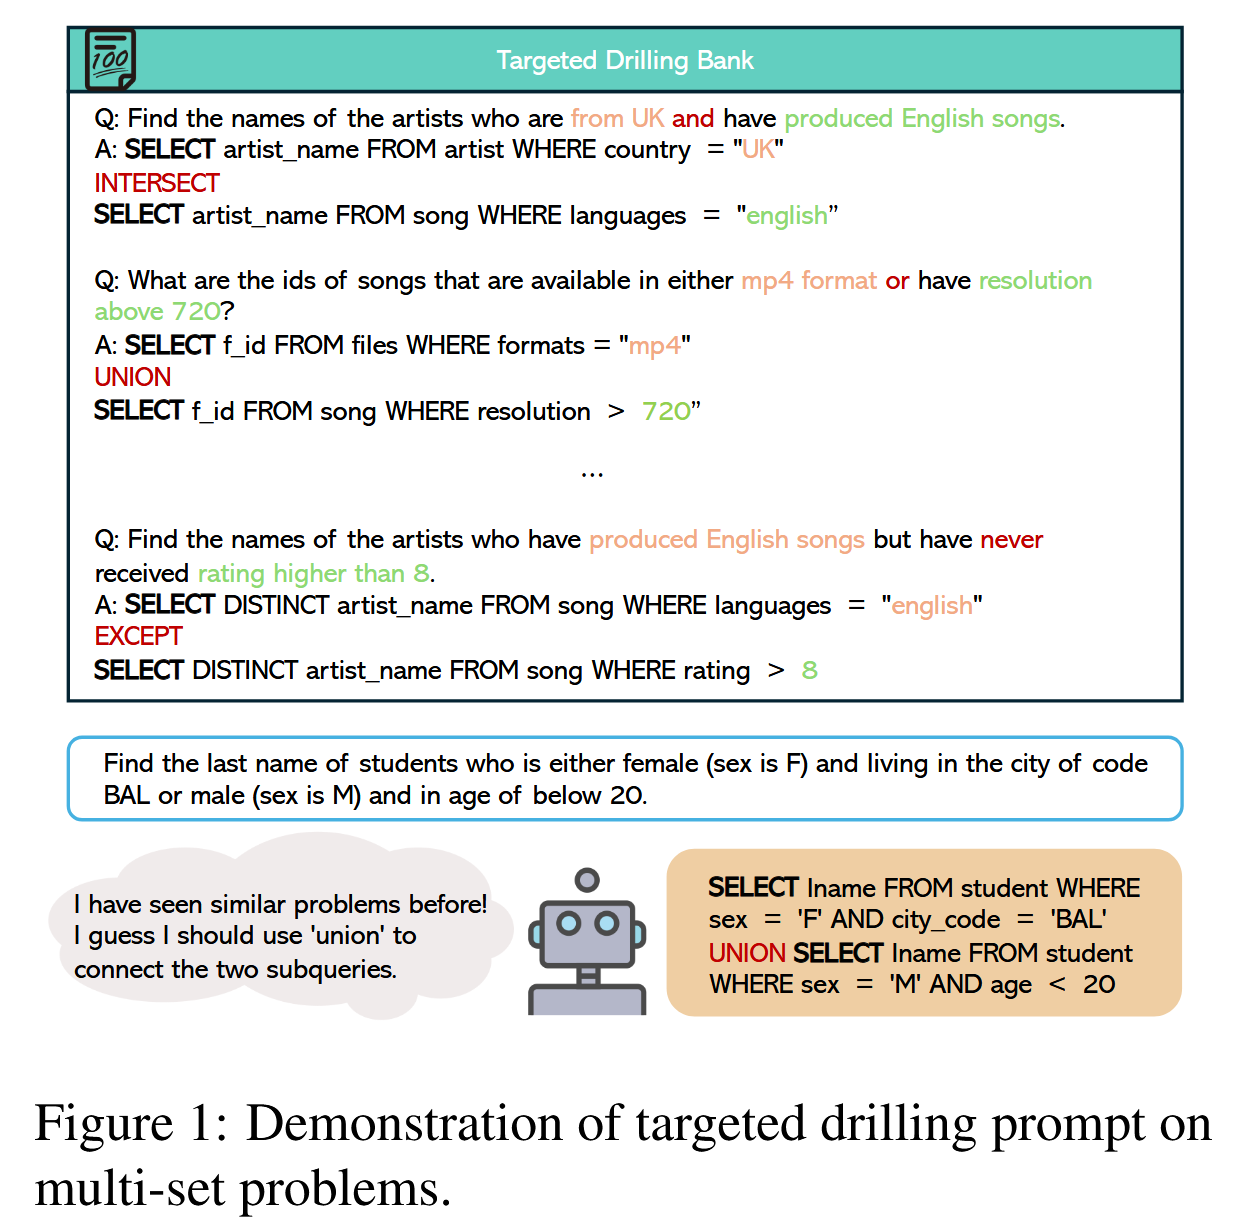 100
Targeted Drilling Bank
Q: Find the names of the artists who are from UK and have produced English songs.
A: SELECT artist_name FROM artist WHERE country = "UK"
INTERSECT
SELECT artist_name FROM song WHERE languages = "english”
Q: What are the ids of songs that are available in either mp4 format or have resolution
above 720?
A: SELECT f_id FROM files WHERE formats = "mp4"
UNION
SELECT f_id FROM song WHERE resolution > 720”
...
Q: Find the names of the artists who have produced English songs but have never
received rating higher than 8.
A: SELECT DISTINCT artist_name FROM song WHERE languages = "english"
EXCEPT
SELECT DISTINCT artist_name FROM song WHERE rating > 8
Find the last name of students who is either female (sex is F) and living in the city of code
BAL or male (sex is M) and in age of below 20.
I have seen similar problems before!
I guess I should use 'union' to
connect the two subqueries.
SELECT lname FROM student WHERE
sex = 'F' AND city_code = 'BAL'
UNION SELECT lname FROM student
WHERE sex = 'M' AND age < 20
Figure 1: Demonstration of targeted drilling prompt on
multi-set problems.